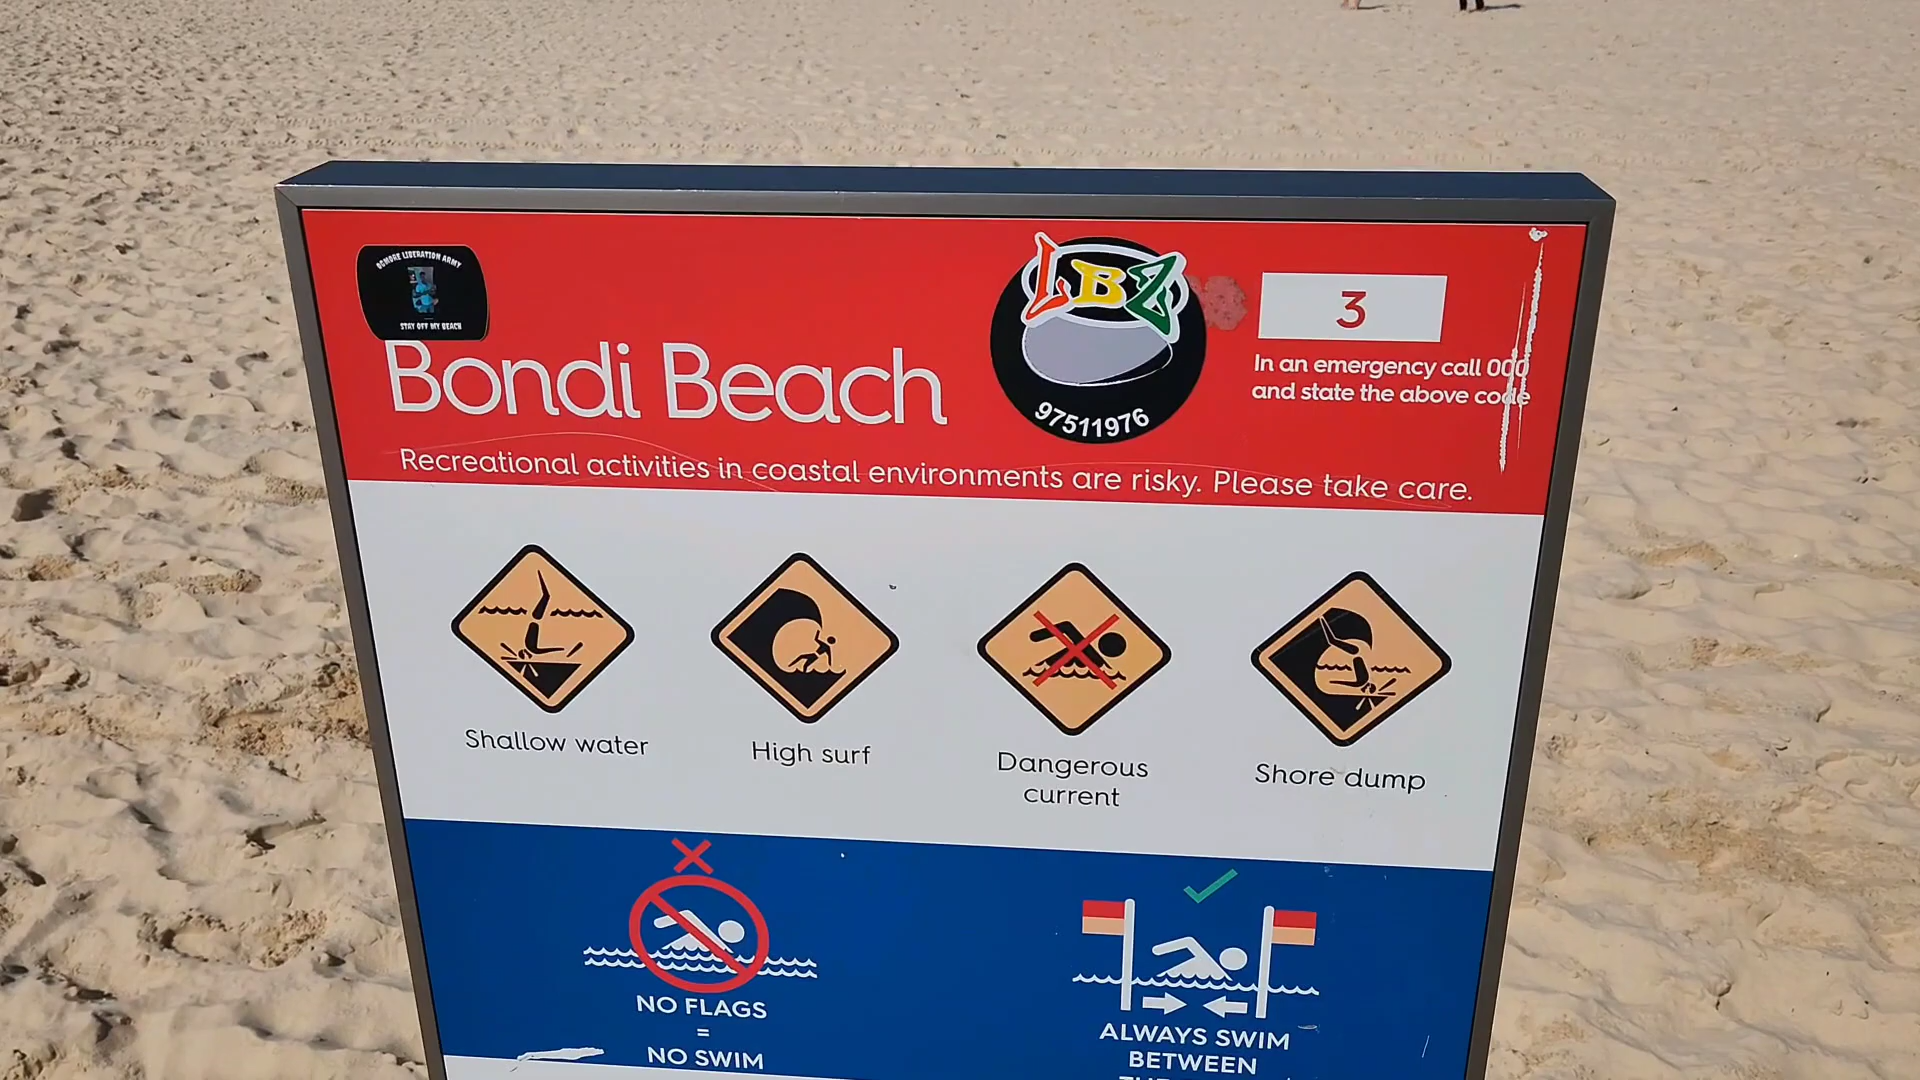 OGMORE LIBERATION ARMY
STAY OFF MY BEACH
Bondi Beach
LBZ
97511976
3
In an emergency call 000
and state the above code
Recreational activities in coastal environments are risky. Please take care.
Shallow water
High surf
Dangerous
current
Shore dump
NO FLAGS
=
NO SWIM
ALWAYS SWIM
BETWEEN